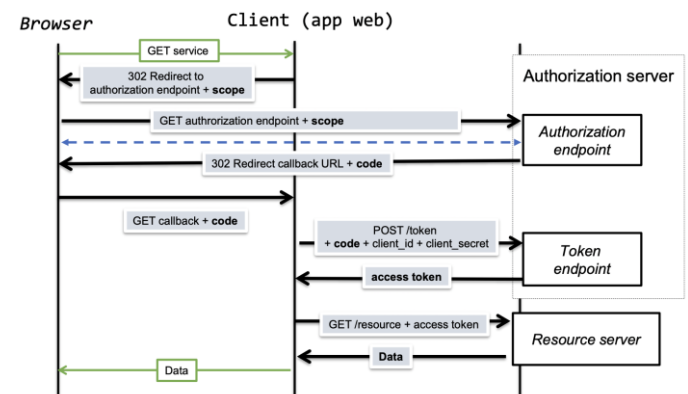 Browser
Client (app web)
GET service
302 Redirect to
authorization endpoint + scope
Authorization server
GET authrorization endpoint + scope
Authorization
endpoint
302 Redirect callback URL + code
GET callback + code
POST /token
+ code + client_id + client_secret
Token
endpoint
access token
GET /resource + access token
Resource server
Data
Data